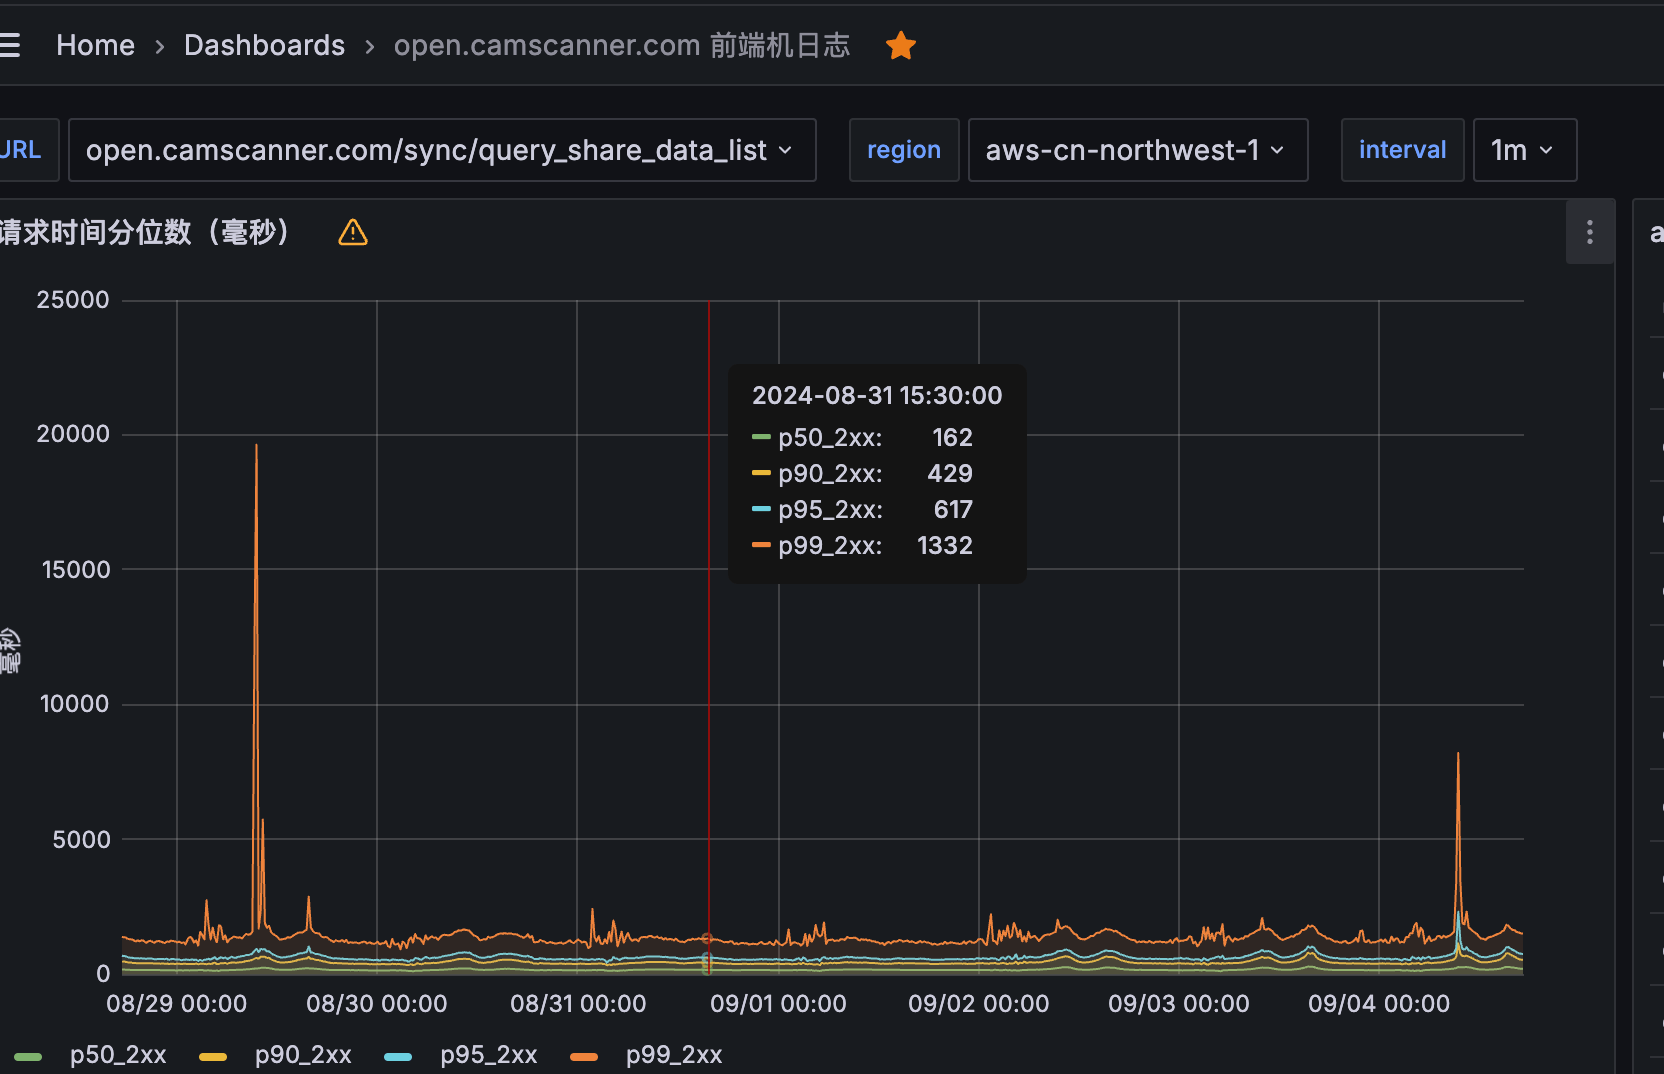 Home › Dashboards › open.camscanner.com 前端机日志
URL open.camscanner.com/sync/query_share_data_list region aws-cn-northwest-1 interval 1m
请求时间分位数（毫秒）
a
25000
20000
15000
10000
5000
0
毫秒
2024-08-31 15:30:00
p50_2xx: 162
p90_2xx: 429
p95_2xx: 617
p99_2xx: 1332
08/29 00:00 08/30 00:00 08/31 00:00 09/01 00:00 09/02 00:00 09/03 00:00 09/04 00:00
p50_2xx p90_2xx p95_2xx p99_2xx